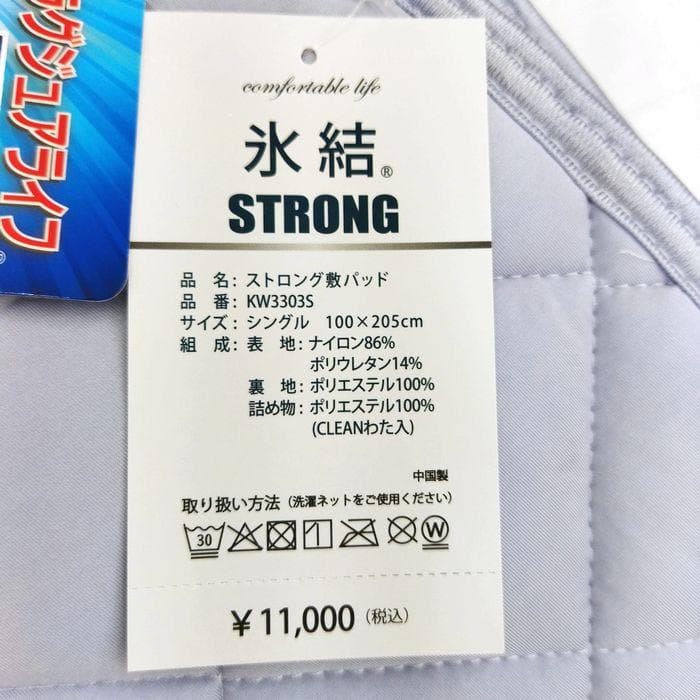 ラグジュアライフ®
comfortable life
氷結®
STRONG
品 名: ストロング敷パッド
品 番: KW3303S
サイズ: シングル 100×205cm
組 成: 表 地: ナイロン86%
ポリウレタン14%
裏 地: ポリエステル100%
詰め物: ポリエステル100%
(CLEANわた入)
中国製
取り扱い方法（洗濯ネットをご使用ください）
30 W
¥11,000（税込）